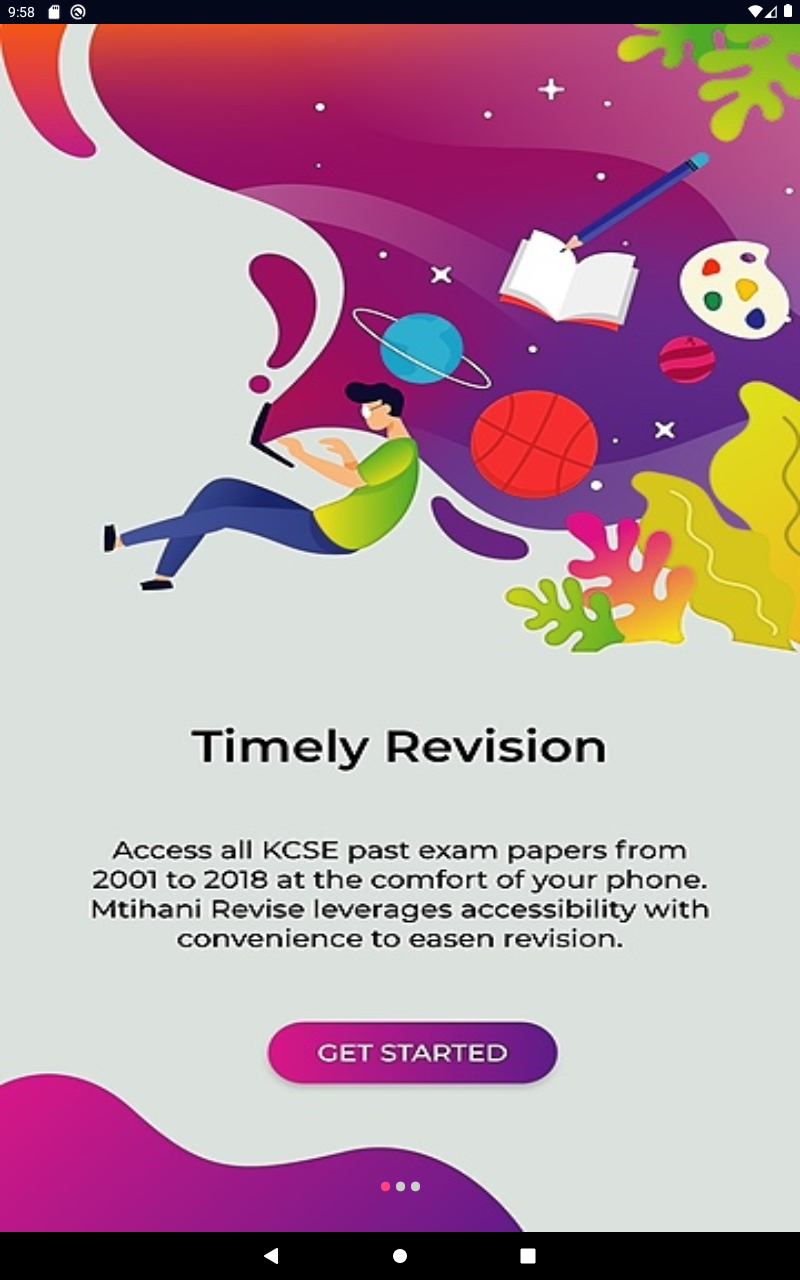 9:58
Timely Revision
Access all KCSE past exam papers from
2001 to 2018 at the comfort of your phone.
Mtihani Revise leverages accessibility with
convenience to easen revision.
GET STARTED